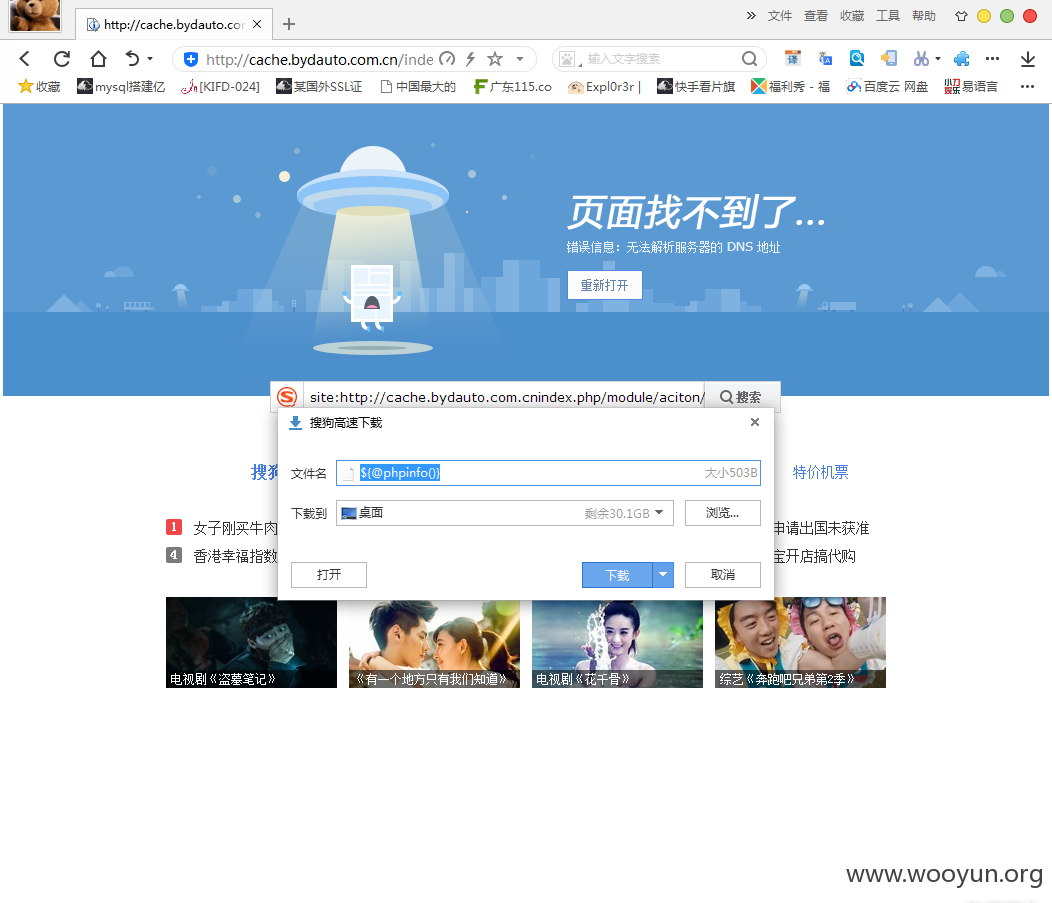 http://cache.bydauto.cor
文件 查看 收藏 工具 帮助
http://cache.bydauto.com.cn/inde
输入文字搜索
译
收藏 mysql搭建亿 [KIFD-024] 某国外SSL证 中国最大的 广东115.co Expl0r3r | 快手看片旗 福利秀 - 福 百度云 网盘 易语言
页面找不到了...
错误信息：无法解析服务器的 DNS 地址
重新打开
site:http://cache.bydauto.com.cnindex.php/module/aciton/
搜索
搜狗高速下载
文件名 ${@phpinfo()} 大小503B
下载到 桌面 剩余30.1GB 浏览...
打开 下载 取消
搜狗 特价机票
1 女子刚买牛肉 申请出国未获准
4 香港幸福指数 宝开店搞代购
电视剧《盗墓笔记》 《有一个地方只有我们知道》 电视剧《花千骨》 综艺《奔跑吧兄弟第2季》
www.wooyun.org